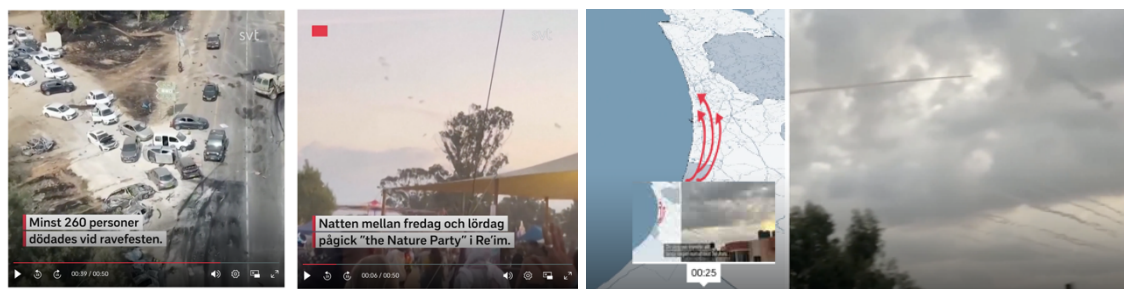 svt
Minst 260 personer
dödades vid ravefesten.
00:39 / 00:50
svt
Natten mellan fredag och lördag
pågick "the Nature Party" i Re'im.
00:06 / 00:50
00:25